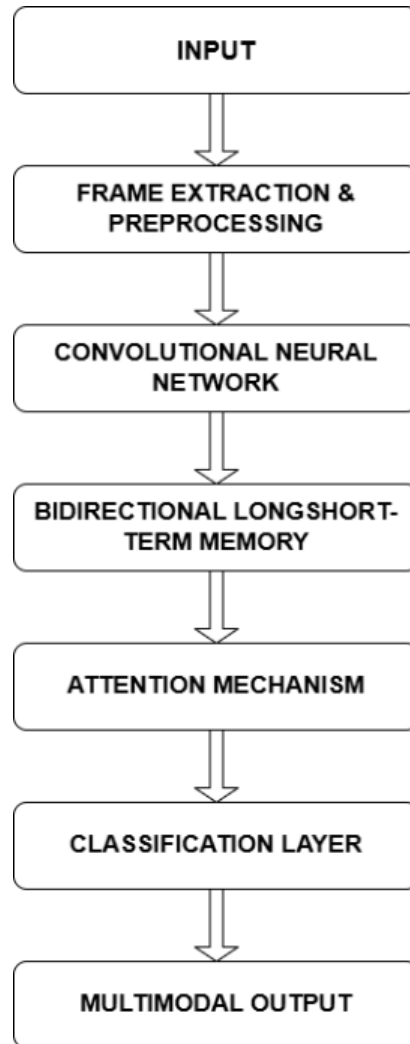 INPUT
FRAME EXTRACTION &
PREPROCESSING
CONVOLUTIONAL NEURAL
NETWORK
BIDIRECTIONAL LONGSHORT-
TERM MEMORY
ATTENTION MECHANISM
CLASSIFICATION LAYER
MULTIMODAL OUTPUT